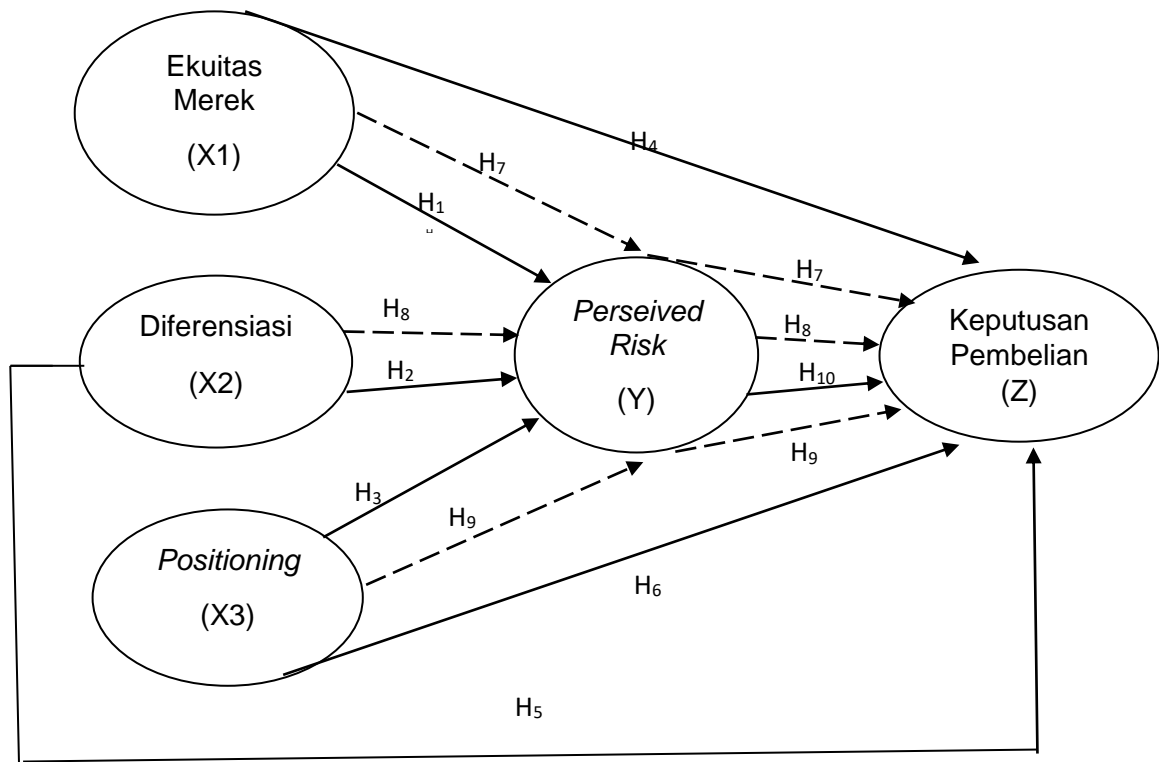 Ekuitas
Merek
(X1)
H4
H7
H1
H7
Diferensiasi
(X2)
H8
H2
Perseived
Risk
(Y)
H8
H10
H9
Keputusan
Pembelian
(Z)
H3
H9
Positioning
(X3)
H6
H5